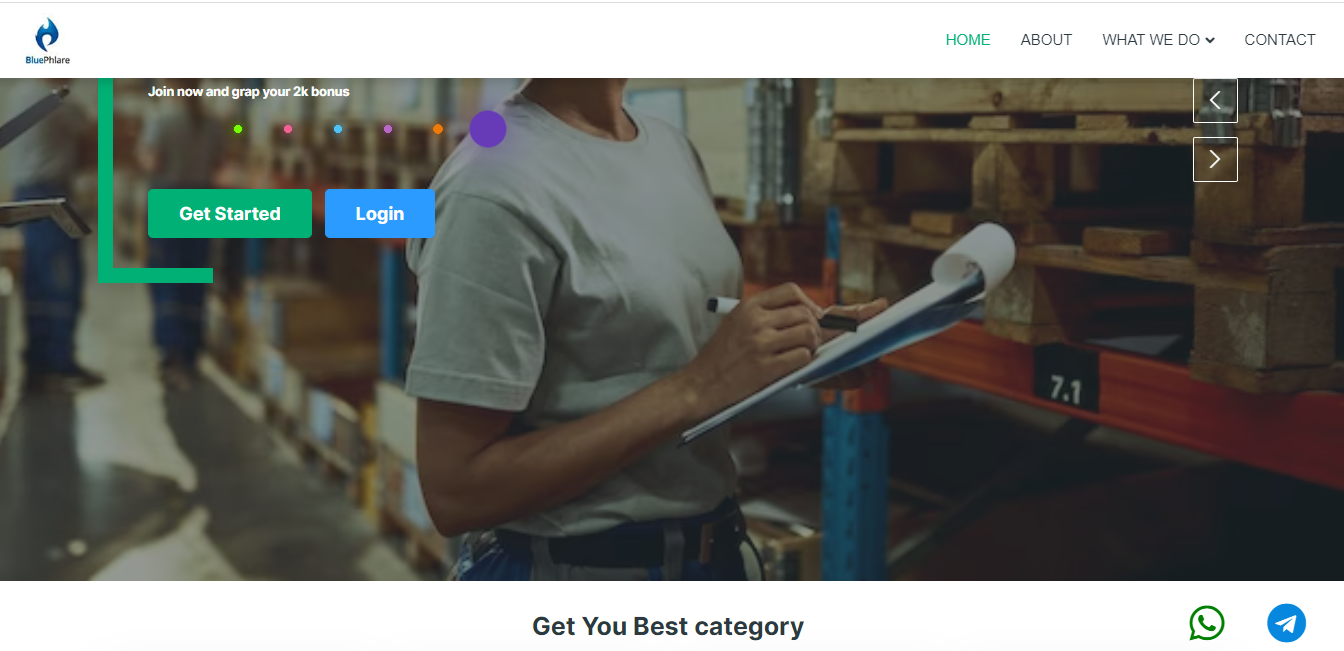 BluePhlare
HOME ABOUT WHAT WE DO CONTACT
Join now and grap your 2k bonus
Get Started Login
7.1
Get You Best category